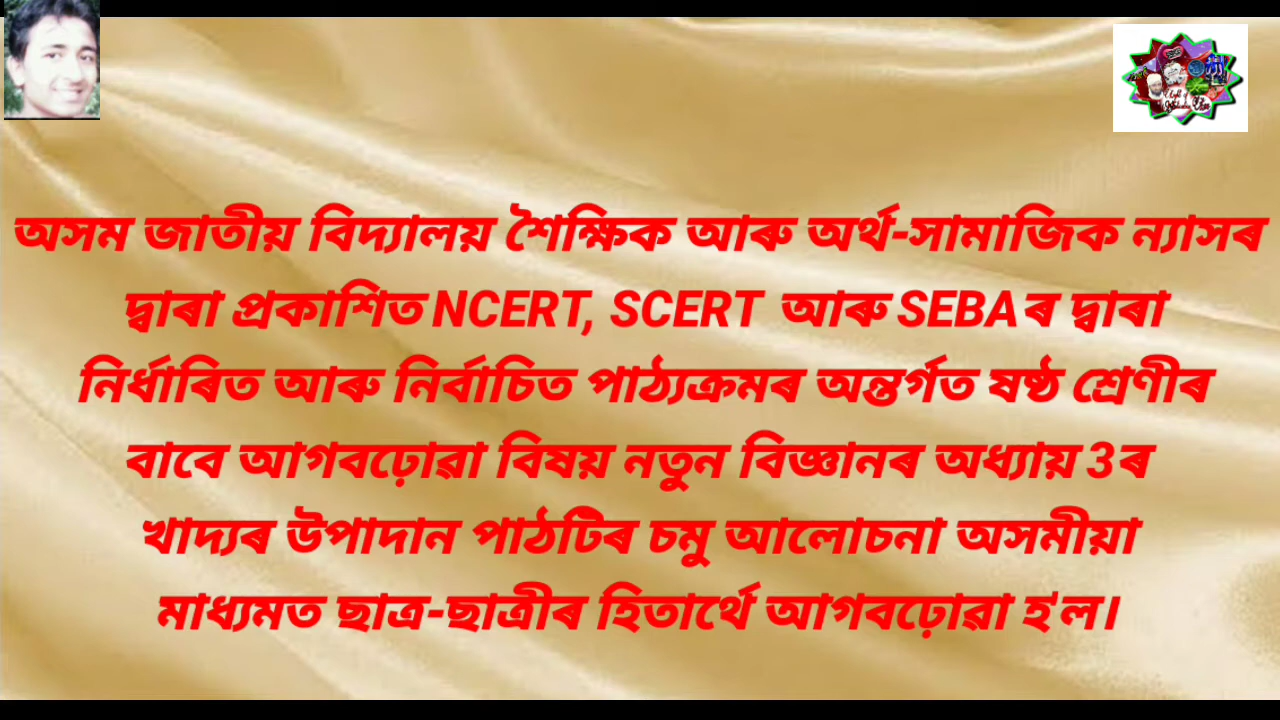 অসম জাতীয় বিদ্যালয় শৈক্ষিক আৰু অৰ্থ-সামাজিক ন্যাসৰ
দ্বাৰা প্ৰকাশিত NCERT, SCERT আৰু SEBA ৰ দ্বাৰা
নিৰ্ধাৰিত আৰু নিৰ্বাচিত পাঠ্যক্ৰমৰ অন্তৰ্গত ষষ্ঠ শ্ৰেণীৰ
বাবে আগবঢ়োৱা বিষয় নতুন বিজ্ঞানৰ অধ্যায় 3ৰ
খাদ্যৰ উপাদান পাঠটিৰ চমু আলোচনা অসমীয়া
মাধ্যমত ছাত্ৰ-ছাত্ৰীৰ হিতাৰ্থে আগবঢ়োৱা হ'ল।